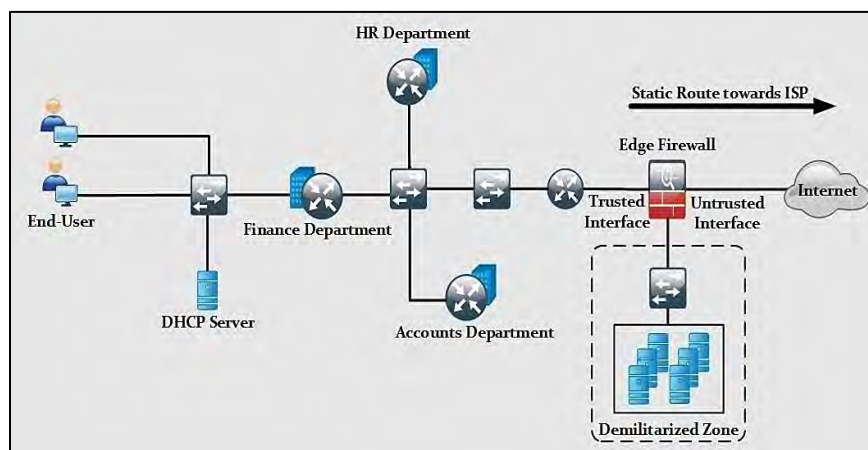 HR Department
Static Route towards ISP
Edge Firewall
Internet
Trusted
Interface
Untrusted
Interface
End-User
Finance Department
DHCP Server
Accounts Department
Demilitarized Zone